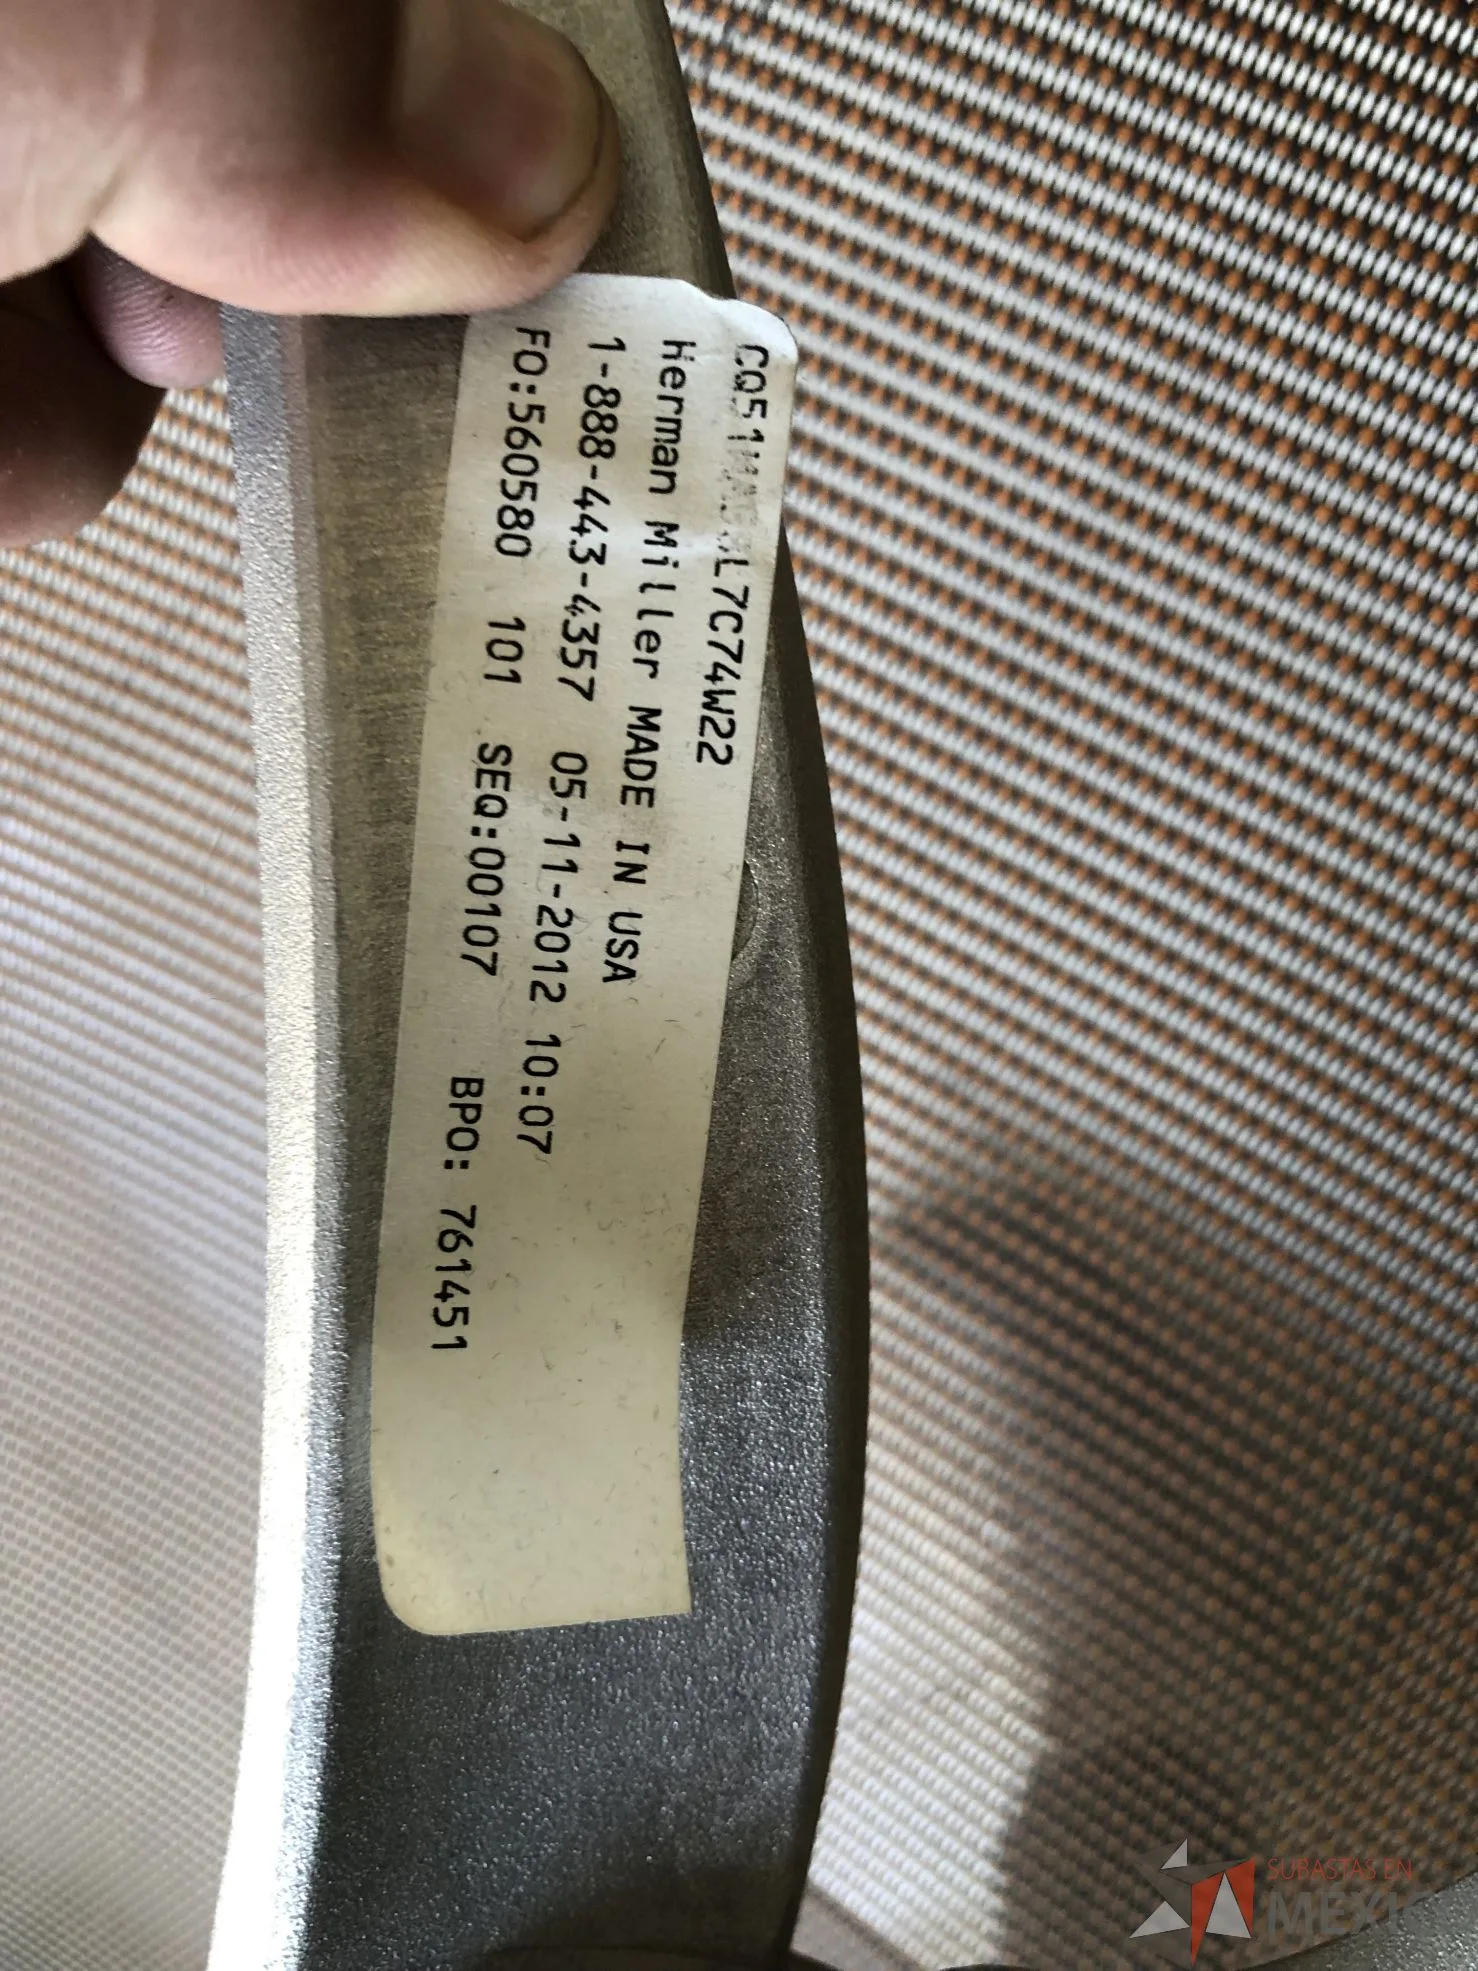 Herman Miller MADE IN USA
1-888-443-4357 05-11-2012 10:07
FO:560580 101 SEQ:00107 BPO: 761451
SUBASTAS EN